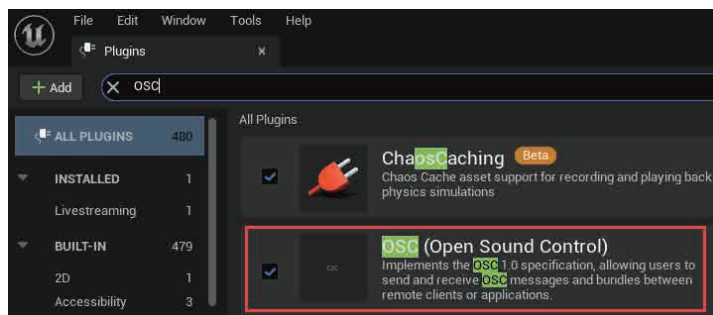 File Edit Window Tools Help
Plugins
+ Add osc
ALL PLUGINS 480
All Plugins
ChaosCaching Beta
Chaos Cache asset support for recording and playing back
physics simulations
INSTALLED 1
Livestreaming 1
BUILT-IN 479
2D 1
Accessibility 3
OSC
OSC (Open Sound Control)
Implements the OSC 1.0 specification, allowing users to
send and receive OSC messages and bundles between
remote clients or applications.